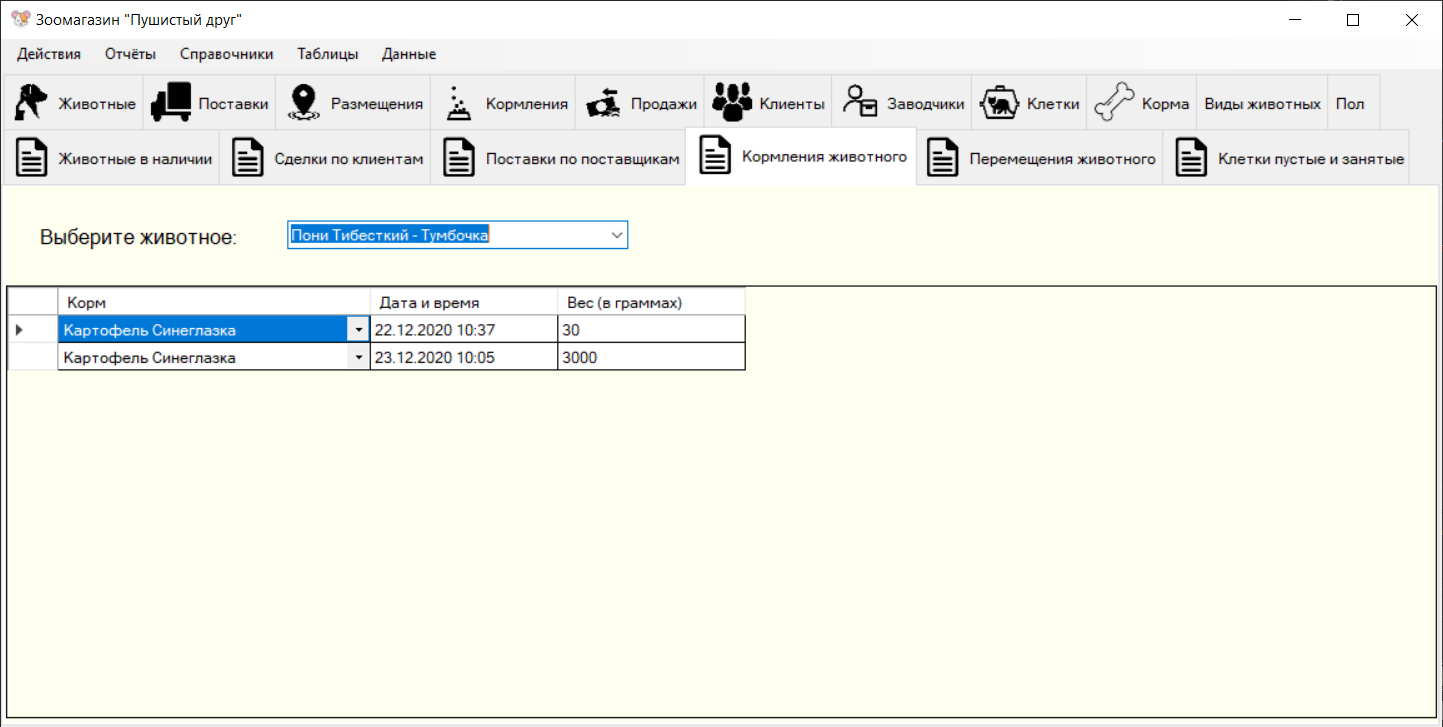 Зоомагазин "Пушистый друг"
Действия Отчёты Справочники Таблицы Данные
Животные Поставки Размещения Кормления Продажи Клиенты Заводчики Клетки Корма Виды животных Пол
Животные в наличии Сделки по клиентам Поставки по поставщикам Кормления животного Перемещения животного Клетки пустые и занятые
Выберите животное: Пони Тибесткий - Тумбочка
Корм Дата и время Вес (в граммах)
Картофель Синеглазка 22.12.2020 10:37 30
Картофель Синеглазка 23.12.2020 10:05 3000